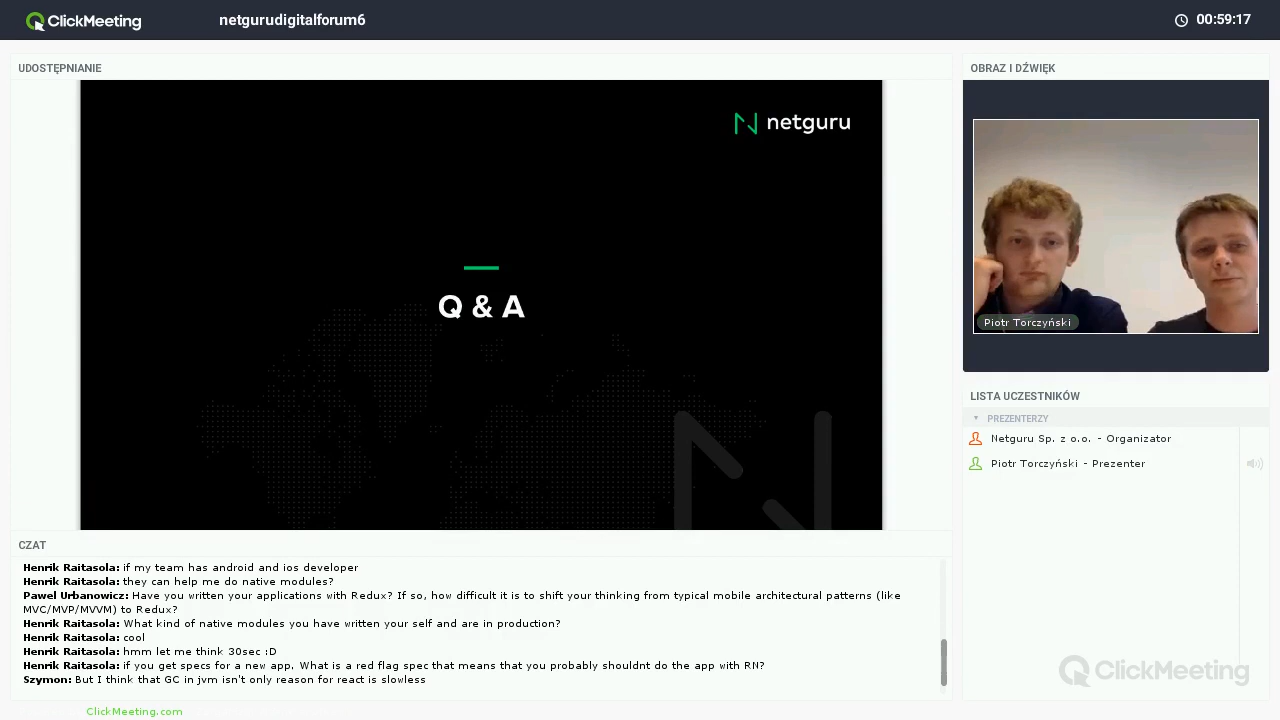 ClickMeeting
netgurudigitalforum6
00:59:17
UDOSTĘPNIANIE
netguru
Q & A
OBRAZ I DŹWIĘK
Piotr Torczyński
LISTA UCZESTNIKÓW
PREZENTERZY
Netguru Sp. z o.o. - Organizator
Piotr Torczyński - Prezenter
CZAT
Henrik Raitasola: if my team has android and ios developer
Henrik Raitasola: they can help me do native modules?
Pawel Urbanowicz: Have you written your applications with Redux? If so, how difficult it is to shift your thinking from typical mobile architectural patterns (like
MVC/MVP/MVVM) to Redux?
Henrik Raitasola: What kind of native modules you have written your self and are in production?
Henrik Raitasola: cool
Henrik Raitasola: hmm let me think 30sec :D
Henrik Raitasola: if you get specs for a new app. What is a red flag spec that means that you probably shouldnt do the app with RN?
Szymon: But I think that GC in jvm isn't only reason for react is slowless
ClickMeeting
ClickMeeting.com